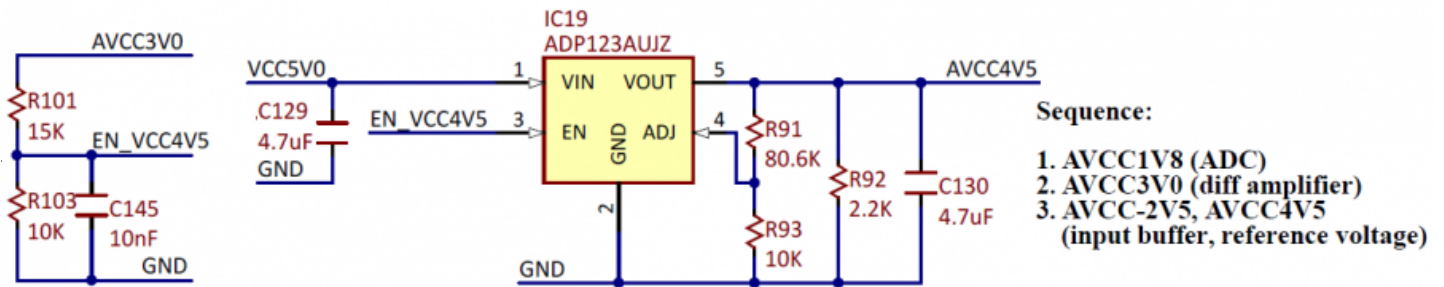 IC19
ADP123AUJZ
AVCC3V0
R101
15K
EN_VCC4V5
R103
10K
C145
10nF
GND
VCC5V0
C129
4.7uF
GND
EN_VCC4V5
1
3
VIN
VOUT
EN
ADJ
GND
2
5
4
AVCC4V5
R91
80.6K
R92
2.2K
C130
4.7uF
R93
10K
GND
Sequence:
1. AVCC1V8 (ADC)
2. AVCC3V0 (diff amplifier)
3. AVCC-2V5, AVCC4V5
(input buffer, reference voltage)